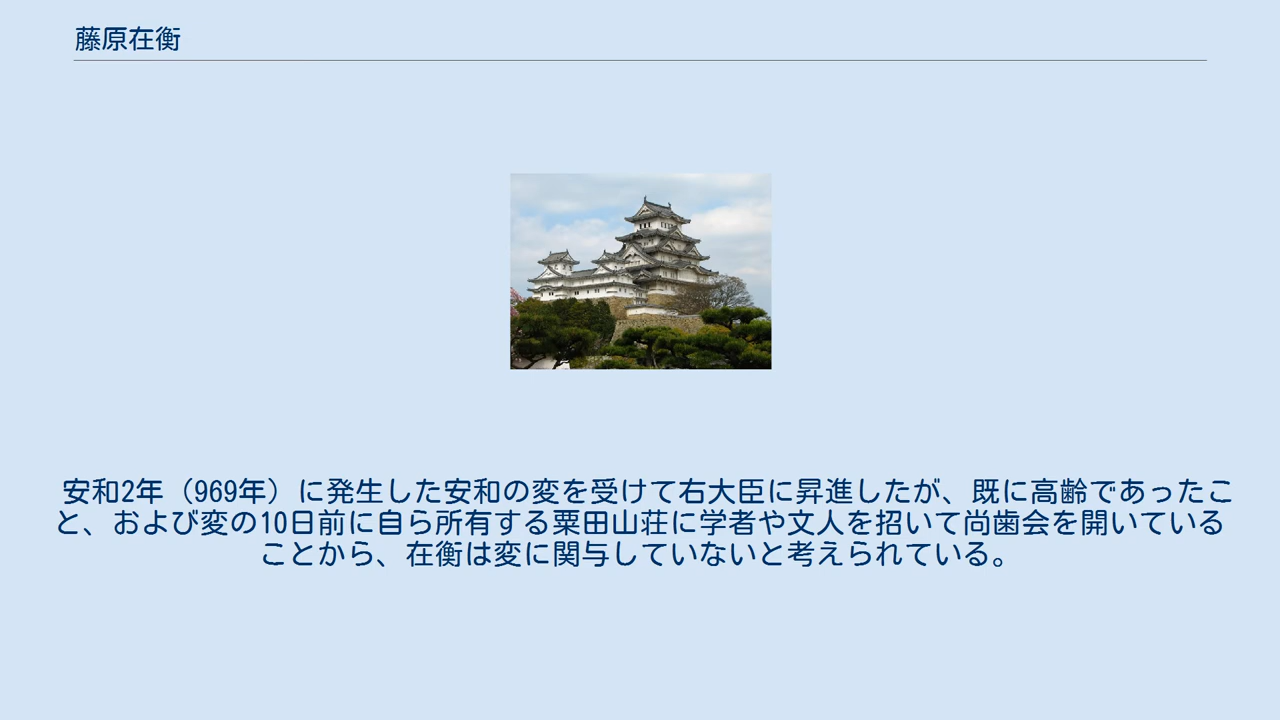 藤原在衡
安和2年（969年）に発生した安和の変を受けて右大臣に昇進したが、既に高齢であったこ
と、および変の10日前に自ら所有する粟田山荘に学者や文人を招いて尚歯会を開いている
ことから、在衡は変に関与していないと考えられている。